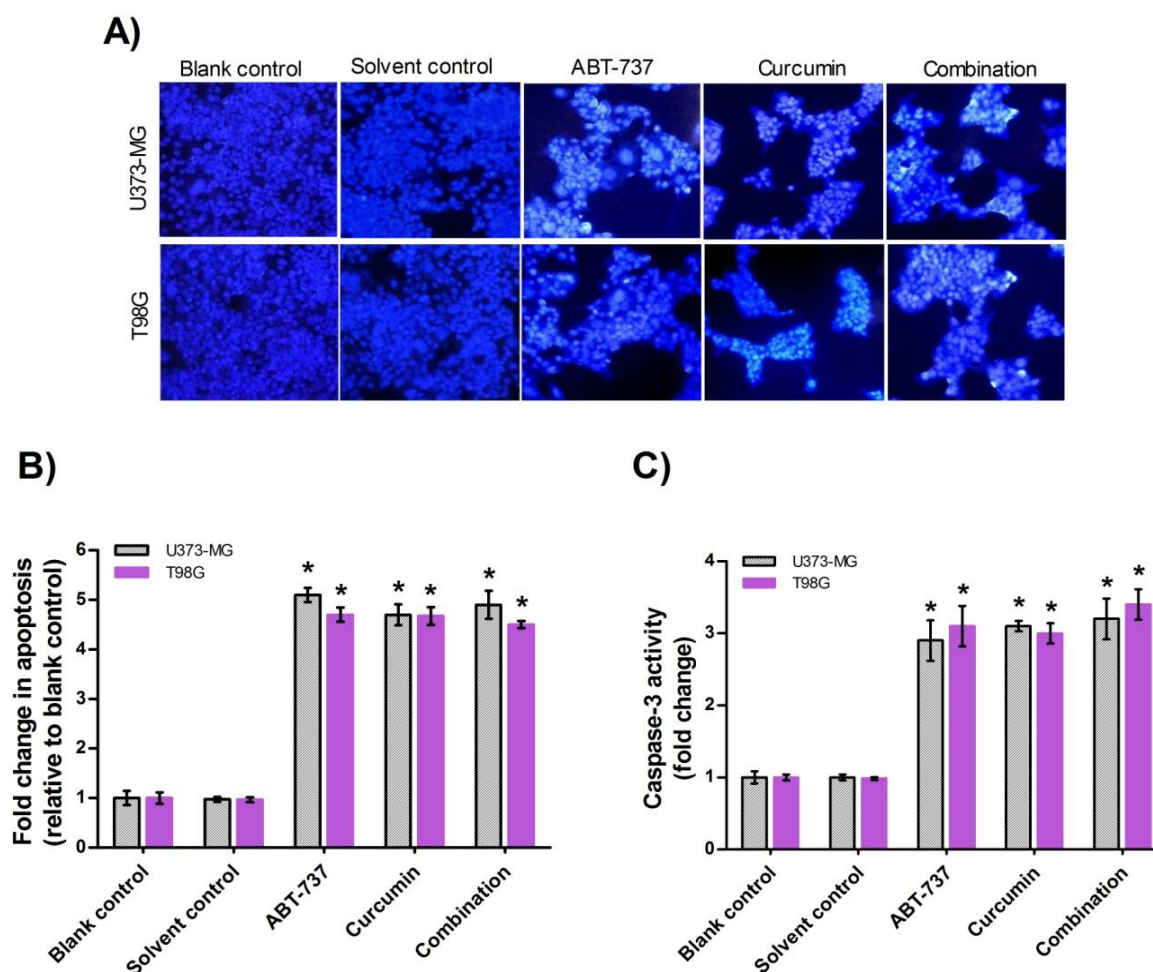 A)
Blank control Solvent control ABT-737 Curcumin Combination
U373-MG
T98G
B)
Fold change in apoptosis
(relative to blank control)
6
5
4
3
2
1
0
U373-MG
T98G
* * * * * *
Blank control
Solvent control
ABT-737
Curcumin
Combination
C)
Caspase-3 activity
(fold change)
4
3
2
1
0
U373-MG
T98G
* * * * * *
Blank control
Solvent control
ABT-737
Curcumin
Combination